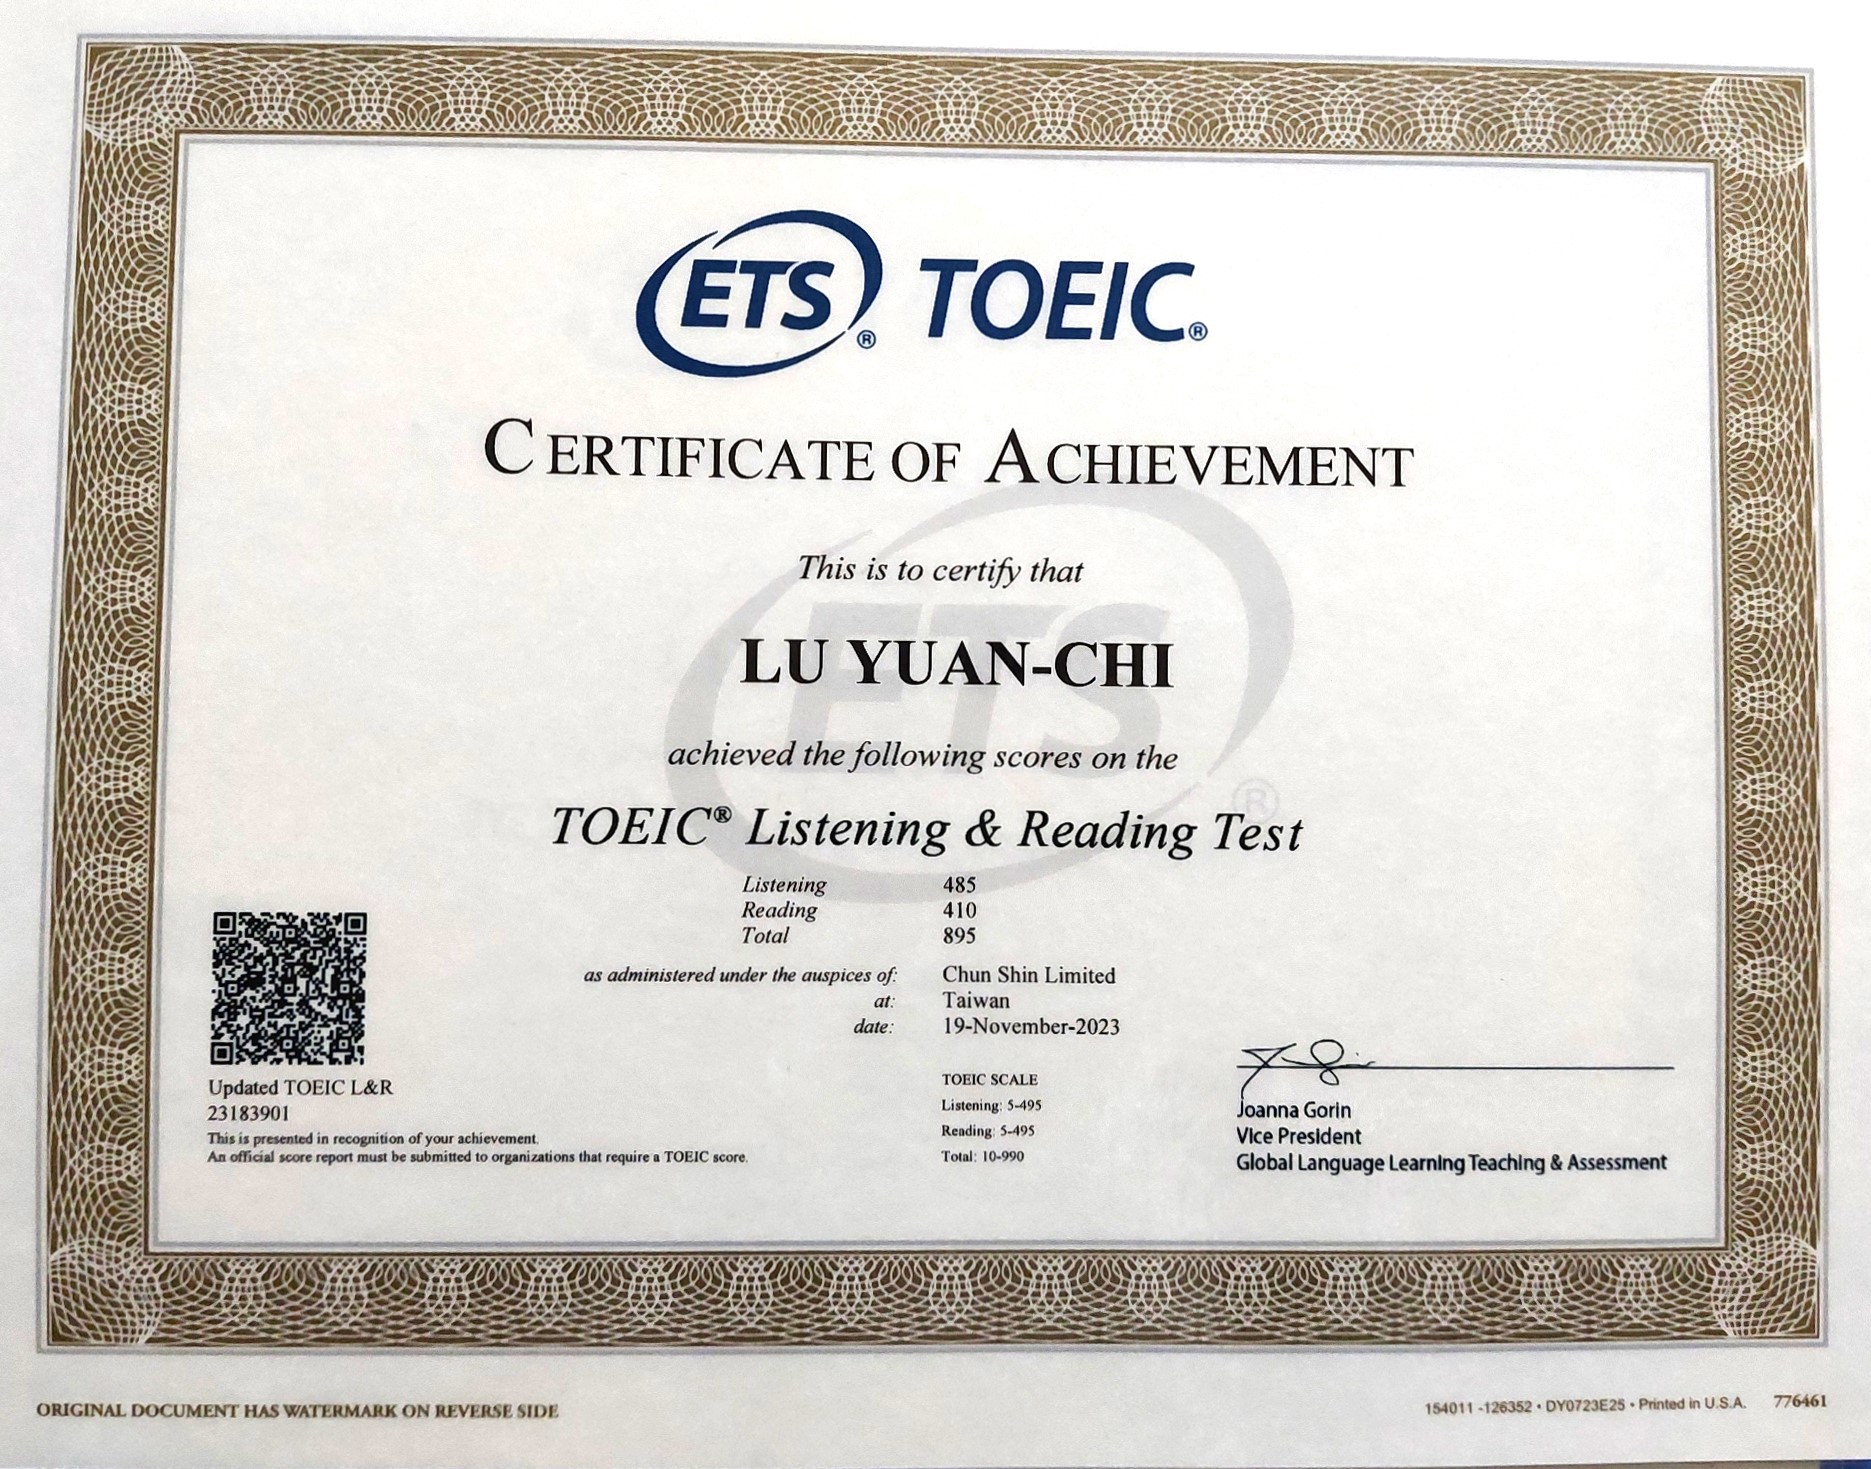 ETS® TOEIC®
CERTIFICATE OF ACHIEVEMENT
This is to certify that
LU YUAN-CHI
achieved the following scores on the
TOEIC® Listening & Reading Test
Listening 485
Reading 410
Total 895
as administered under the auspices of: Chun Shin Limited
at: Taiwan
date: 19-November-2023
Updated TOEIC L&R
23183901
This is presented in recognition of your achievement.
An official score report must be submitted to organizations that require a TOEIC score.
TOEIC SCALE
Listening: 5-495
Reading: 5-495
Total: 10-990
Joanna Gorin
Vice President
Global Language Learning Teaching & Assessment
ETS®
ORIGINAL DOCUMENT HAS WATERMARK ON REVERSE SIDE
154011 -126352 • DY0723E25 • Printed in U.S.A. 776461